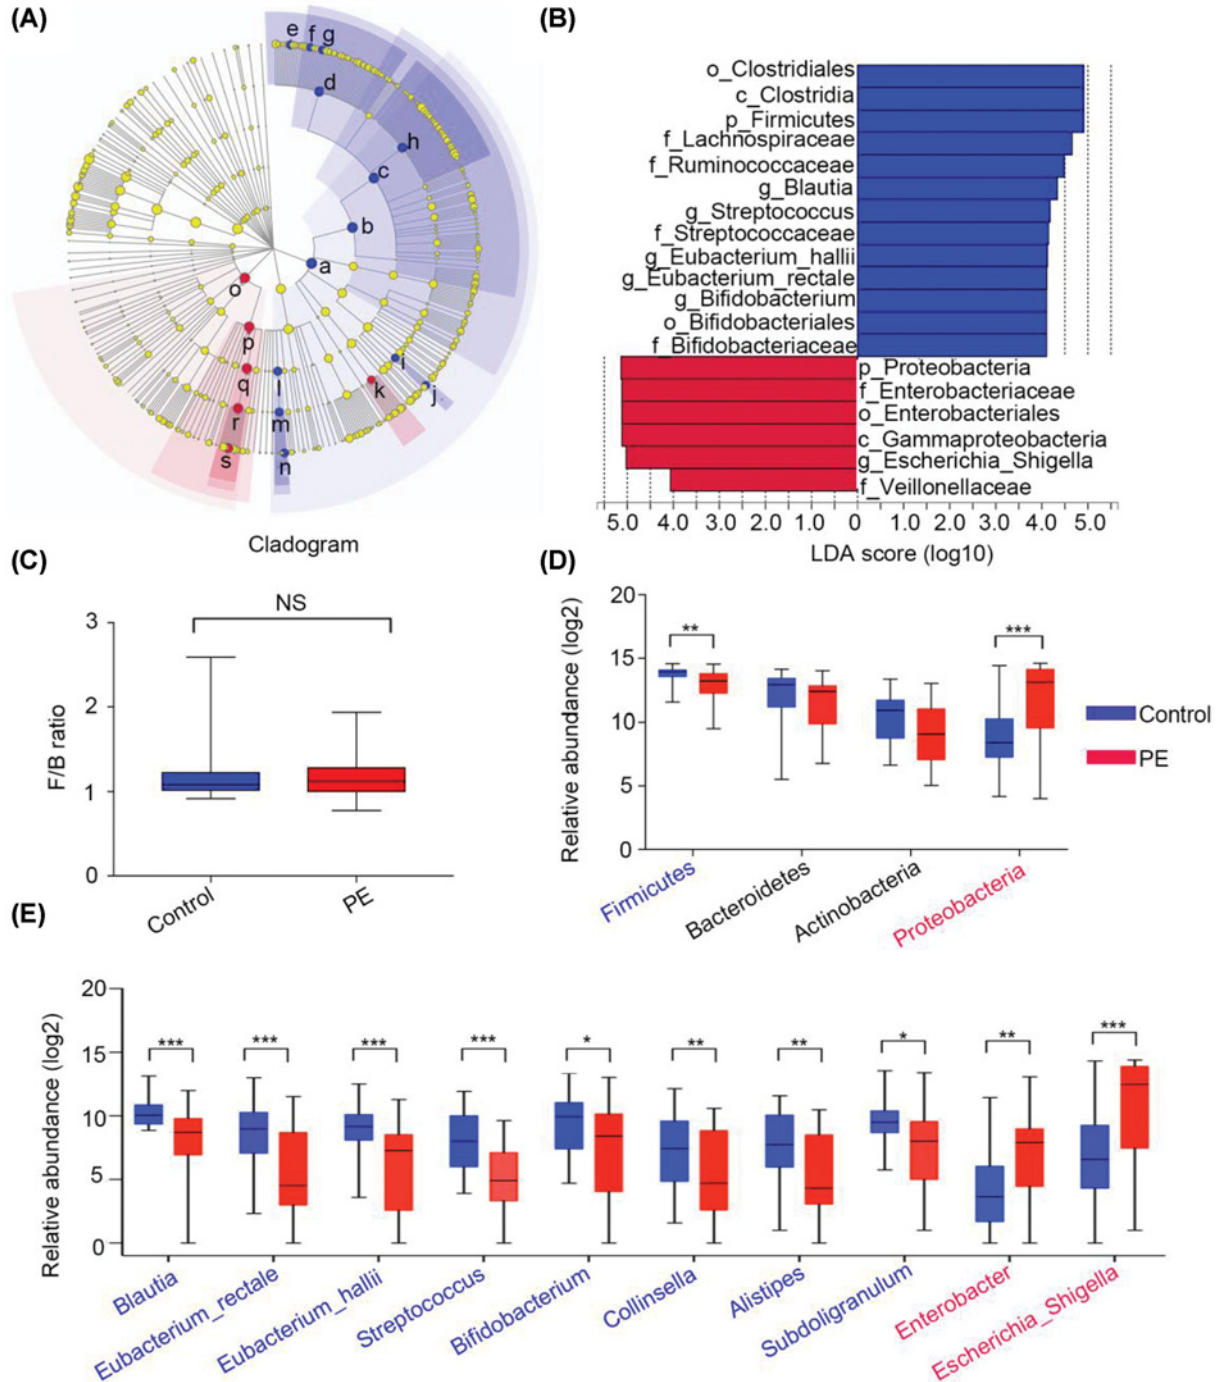 (A)
e f g
d
h
c
b
a
o
p
q
r
s
l
m
n
k
i
j
Cladogram
(B)
o_Clostridiales
c_Clostridia
p_Firmicutes
f_Lachnospiraceae
f_Ruminococcaceae
g_Blautia
g_Streptococcus
f_Streptococcaceae
g_Eubacterium_hallii
g_Eubacterium_rectale
g_Bifidobacterium
o_Bifidobacteriales
f_Bifidobacteriaceae
p_Proteobacteria
f_Enterobacteriaceae
o_Enterobacteriales
c_Gammaproteobacteria
g_Escherichia_Shigella
f_Veillonellaceae
5.0 4.0 3.0 2.0 0 1.0 2.0 3.0 4.0 5.0
LDA score (log10)
(C)
NS
F/B ratio
3
2
1
0
Control
PE
(D)
Relative abundance (log2)
20
15
10
5
0
**
***
Firmicutes
Bacteroidetes
Actinobacteria
Proteobacteria
Control
PE
(E)
Relative abundance (log2)
20
15
10
5
0
*** *** *** *** * ** ** * ** ***
Blautia
Eubacterium_rectale
Eubacterium_hallii
Streptococcus
Bifidobacterium
Collinsella
Alistipes
Subdoligranulum
Enterobacter
Escherichia_Shigella